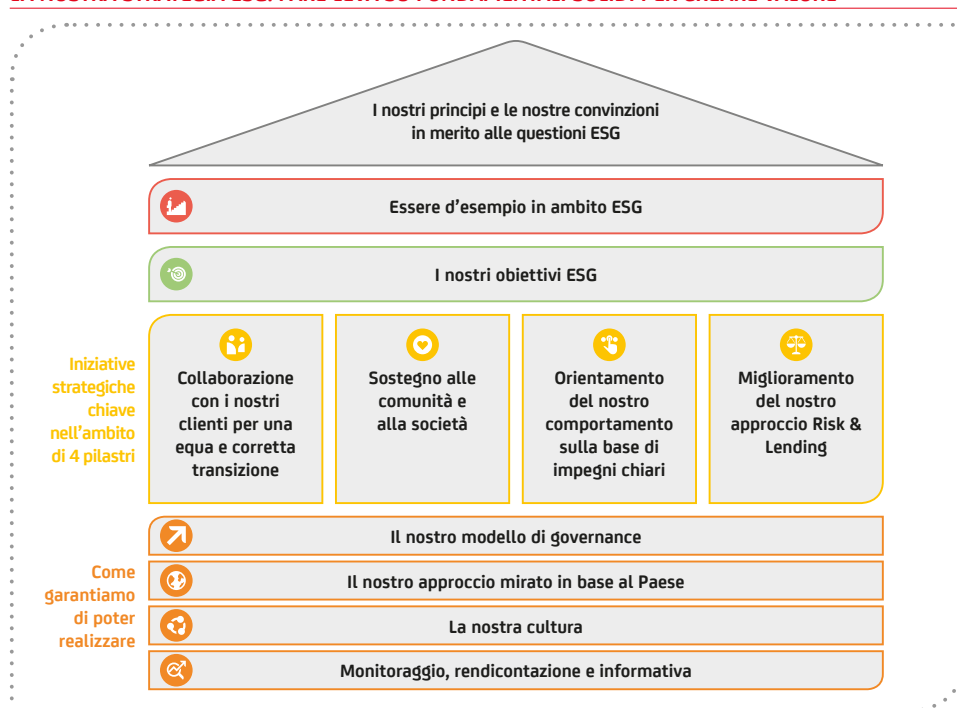 I nostri principi e le nostre convinzioni
in merito alle questioni ESG
Essere d'esempio in ambito ESG
I nostri obiettivi ESG
Iniziative
strategiche
chiave
nell'ambito
di 4 pilastri
Collaborazione
con i nostri
clienti per una
equa e corretta
transizione
Sostegno alle
comunità e
alla società
Orientamento
del nostro
comportamento
sulla base di
impegni chiari
Miglioramento
del nostro
approccio Risk &
Lending
Come
garantiamo
di poter
realizzare
Il nostro modello di governance
Il nostro approccio mirato in base al Paese
La nostra cultura
Monitoraggio, rendicontazione e informativa